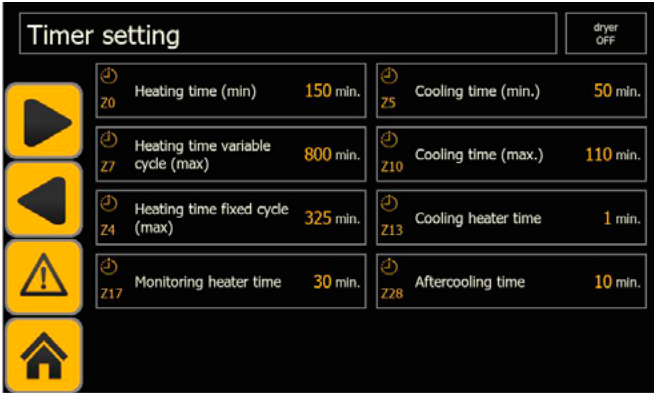 Timer setting
dryer
OFF
Z0 Heating time (min) 150 min.
Z5 Cooling time (min.) 50 min.
Z7 Heating time variable
cycle (max) 800 min.
Z10 Cooling time (max.) 110 min.
Z4 Heating time fixed cycle
(max) 325 min.
Z13 Cooling heater time 1 min.
Z17 Monitoring heater time 30 min.
Z28 Aftercooling time 10 min.